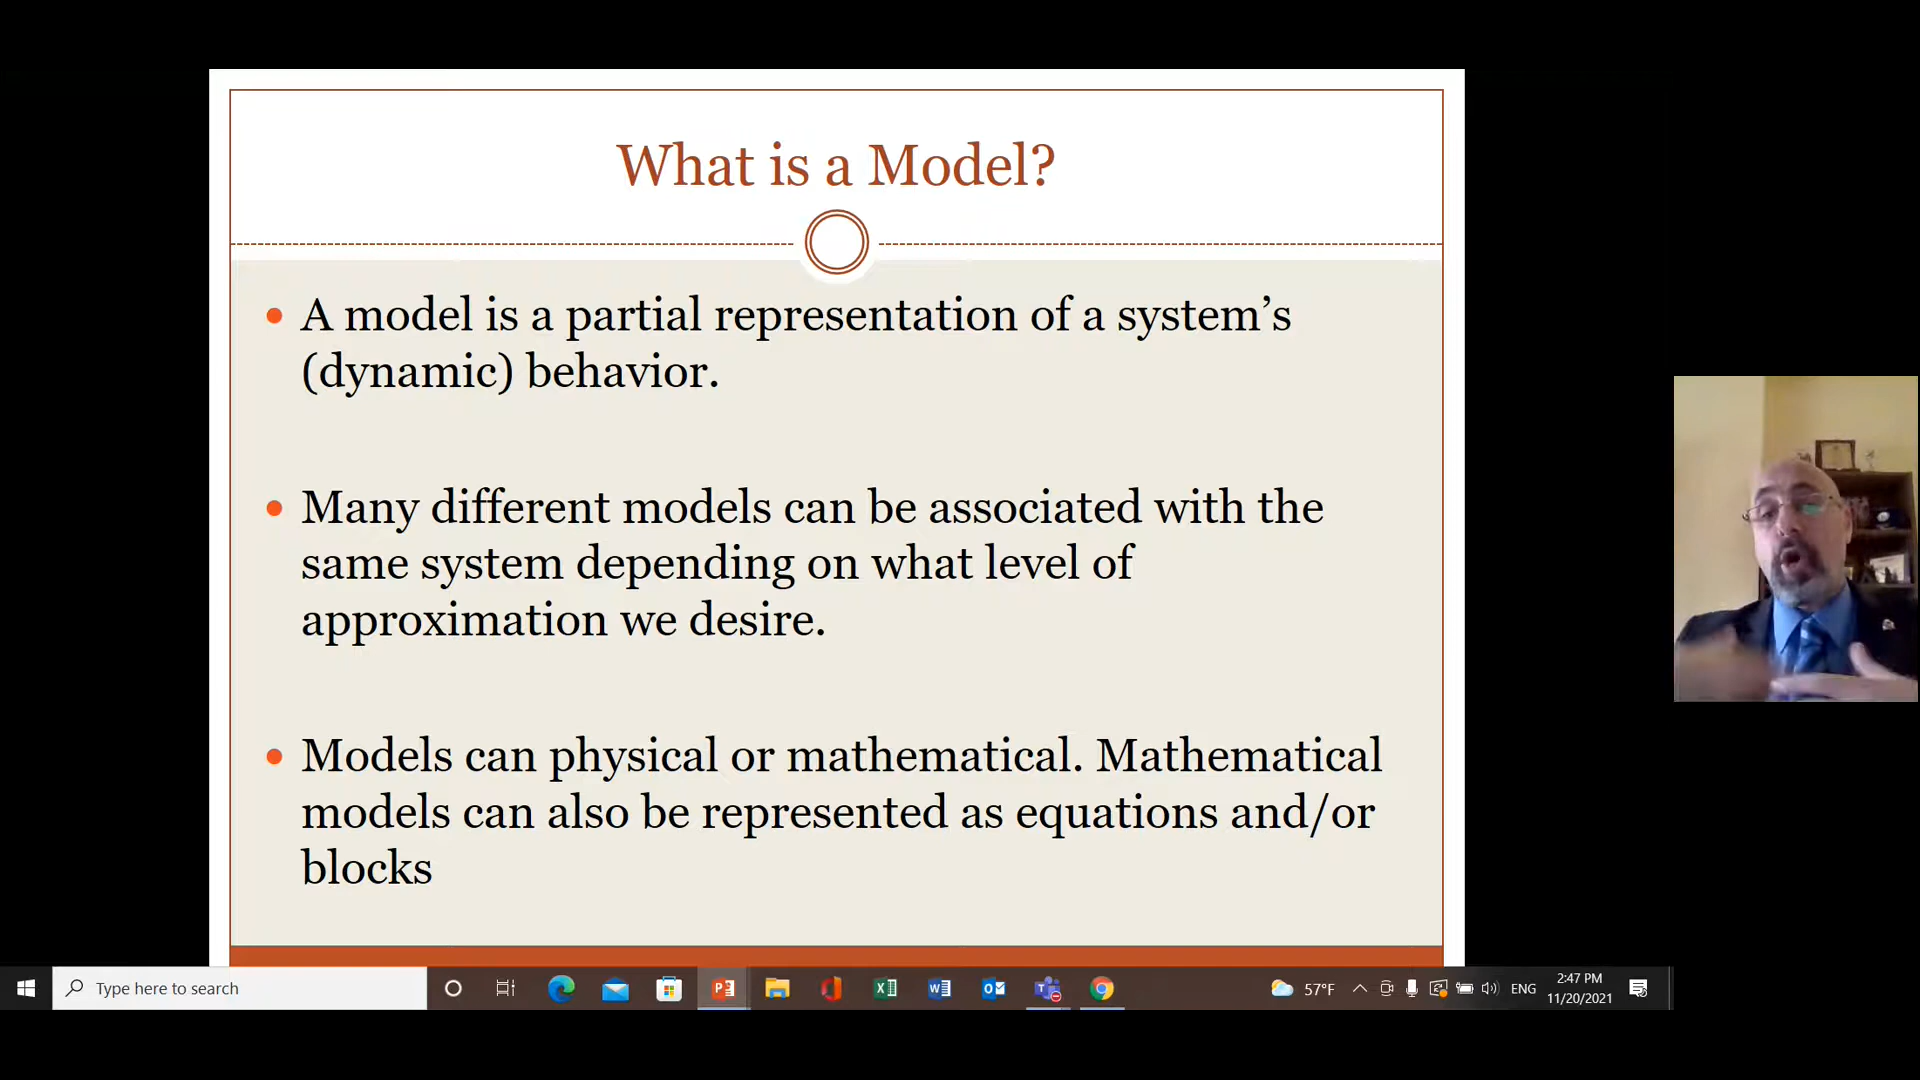 What is a Model?
• A model is a partial representation of a system’s
(dynamic) behavior.
• Many different models can be associated with the
same system depending on what level of
approximation we desire.
• Models can physical or mathematical. Mathematical
models can also be represented as equations and/or
blocks
Type here to search
57°F
ENG
2:47 PM
11/20/2021